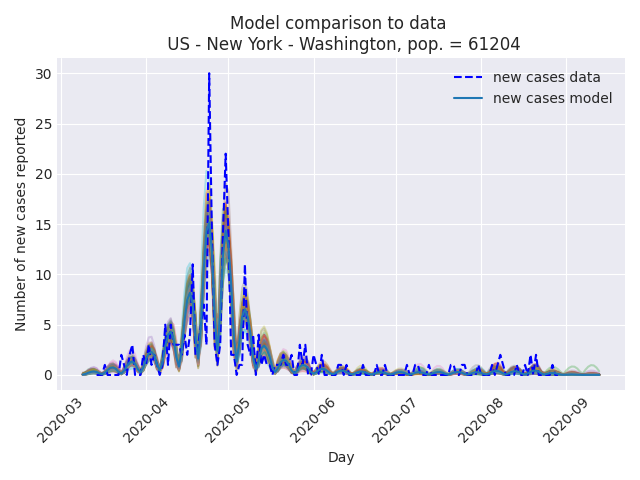 Model comparison to data
US - New York - Washington, pop. = 61204
new cases data
new cases model
Number of new cases reported
30
25
20
15
10
5
0
2020-03
2020-04
2020-05
2020-06
2020-07
2020-08
2020-09
Day